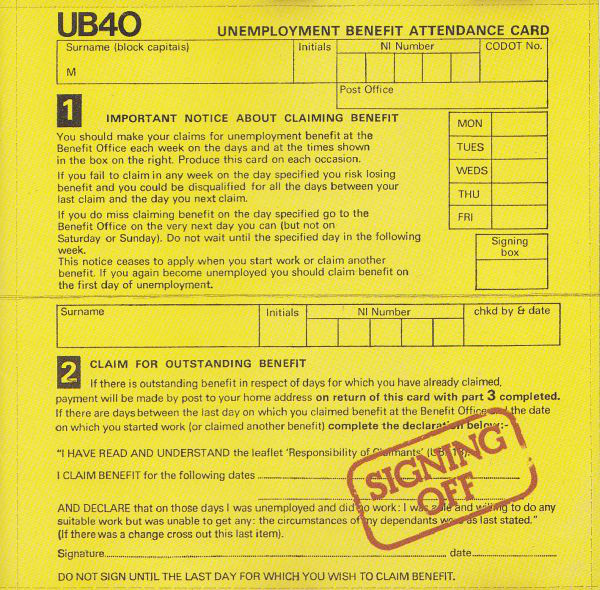 UB40
UNEMPLOYMENT BENEFIT ATTENDANCE CARD
Surname (block capitals)
Initials
NI Number
CODOT No.
M
Post Office
1
IMPORTANT NOTICE ABOUT CLAIMING BENEFIT
You should make your claims for unemployment benefit at the
Benefit Office each week on the days and at the times shown
in the box on the right. Produce this card on each occasion.
If you fail to claim in any week on the day specified you risk losing
benefit and you could be disqualified for all the days between your
last claim and the day you next claim.
If you do miss claiming benefit on the day specified go to the
Benefit Office on the very next day you can (but not on
Saturday or Sunday). Do not wait until the specified day in the following
week.
This notice ceases to apply when you start work or claim another
benefit. If you again become unemployed you should claim benefit on
the first day of unemployment.
MON
TUES
WEDS
THU
FRI
Signing
box
Surname
Initials
NI Number
chkd by & date
2
CLAIM FOR OUTSTANDING BENEFIT
If there is outstanding benefit in respect of days for which you have already claimed,
payment will be made by post to your home address on return of this card with part 3 completed.
If there are days between the last day on which you claimed benefit at the Benefit Office and the date
on which you started work (or claimed another benefit) complete the declaration below:-
"I HAVE READ AND UNDERSTAND the leaflet 'Responsibility of Claimants' (UBL18).
I CLAIM BENEFIT for the following dates
AND DECLARE that on those days I was unemployed and did no work: I was able and willing to do any
suitable work but was unable to get any: the circumstances of my dependants were as last stated."
(If there was a change cross out this last item).
Signature
date
DO NOT SIGN UNTIL THE LAST DAY FOR WHICH YOU WISH TO CLAIM BENEFIT.
SIGNING
OFF